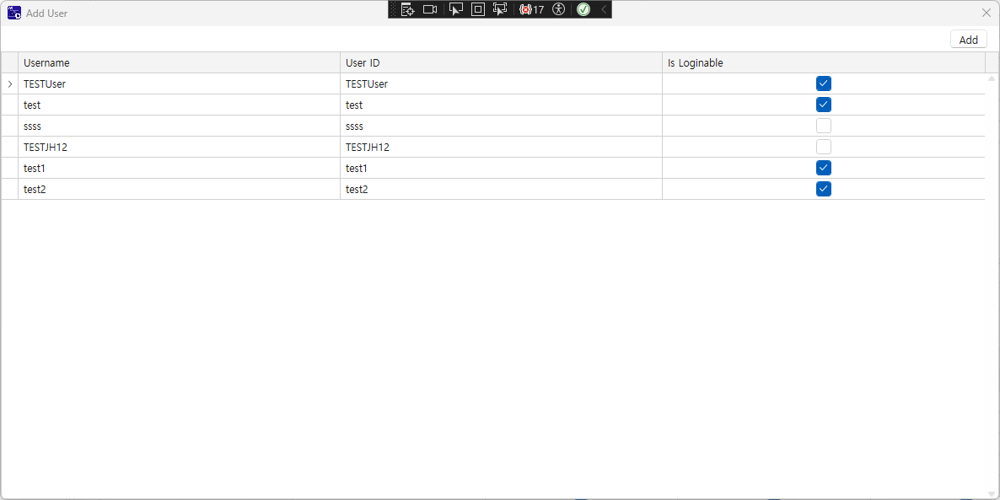 Add User
17
Add
Username User ID Is Loginable
TESTUser TESTUser
test test
ssss ssss
TESTJH12 TESTJH12
test1 test1
test2 test2